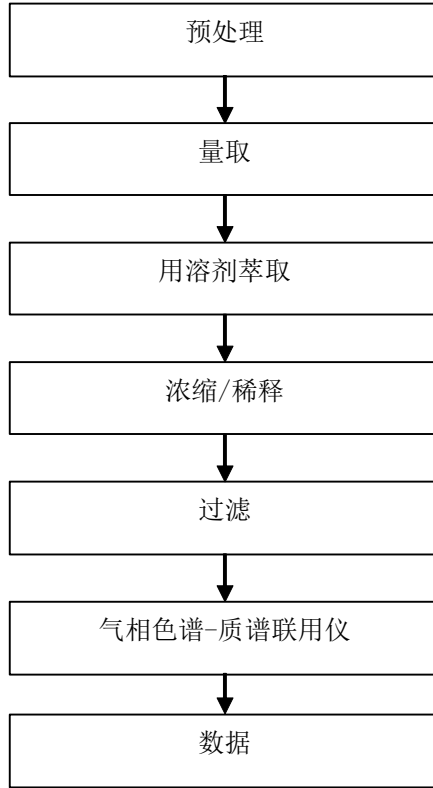 预处理
量取
用溶剂萃取
浓缩/稀释
过滤
气相色谱-质谱联用仪
数据